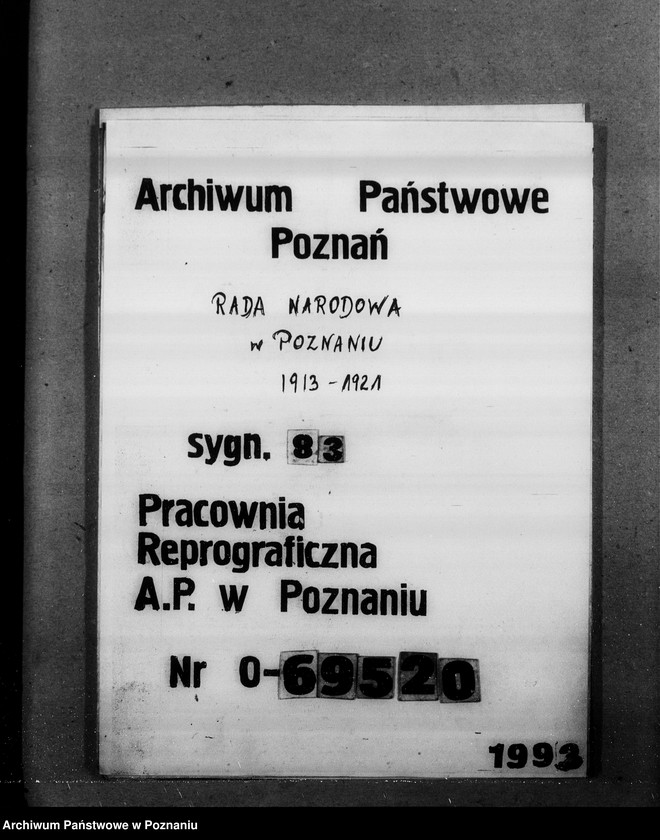 Archiwum Państwowe
Poznań
RADA NARODOWA
w POZNANIU
1913-1921
sygn. 83
Pracownia
Reprograficzna
A.P. w Poznaniu
Nr 0-69520
1993
Archiwum Państwowe w Poznaniu